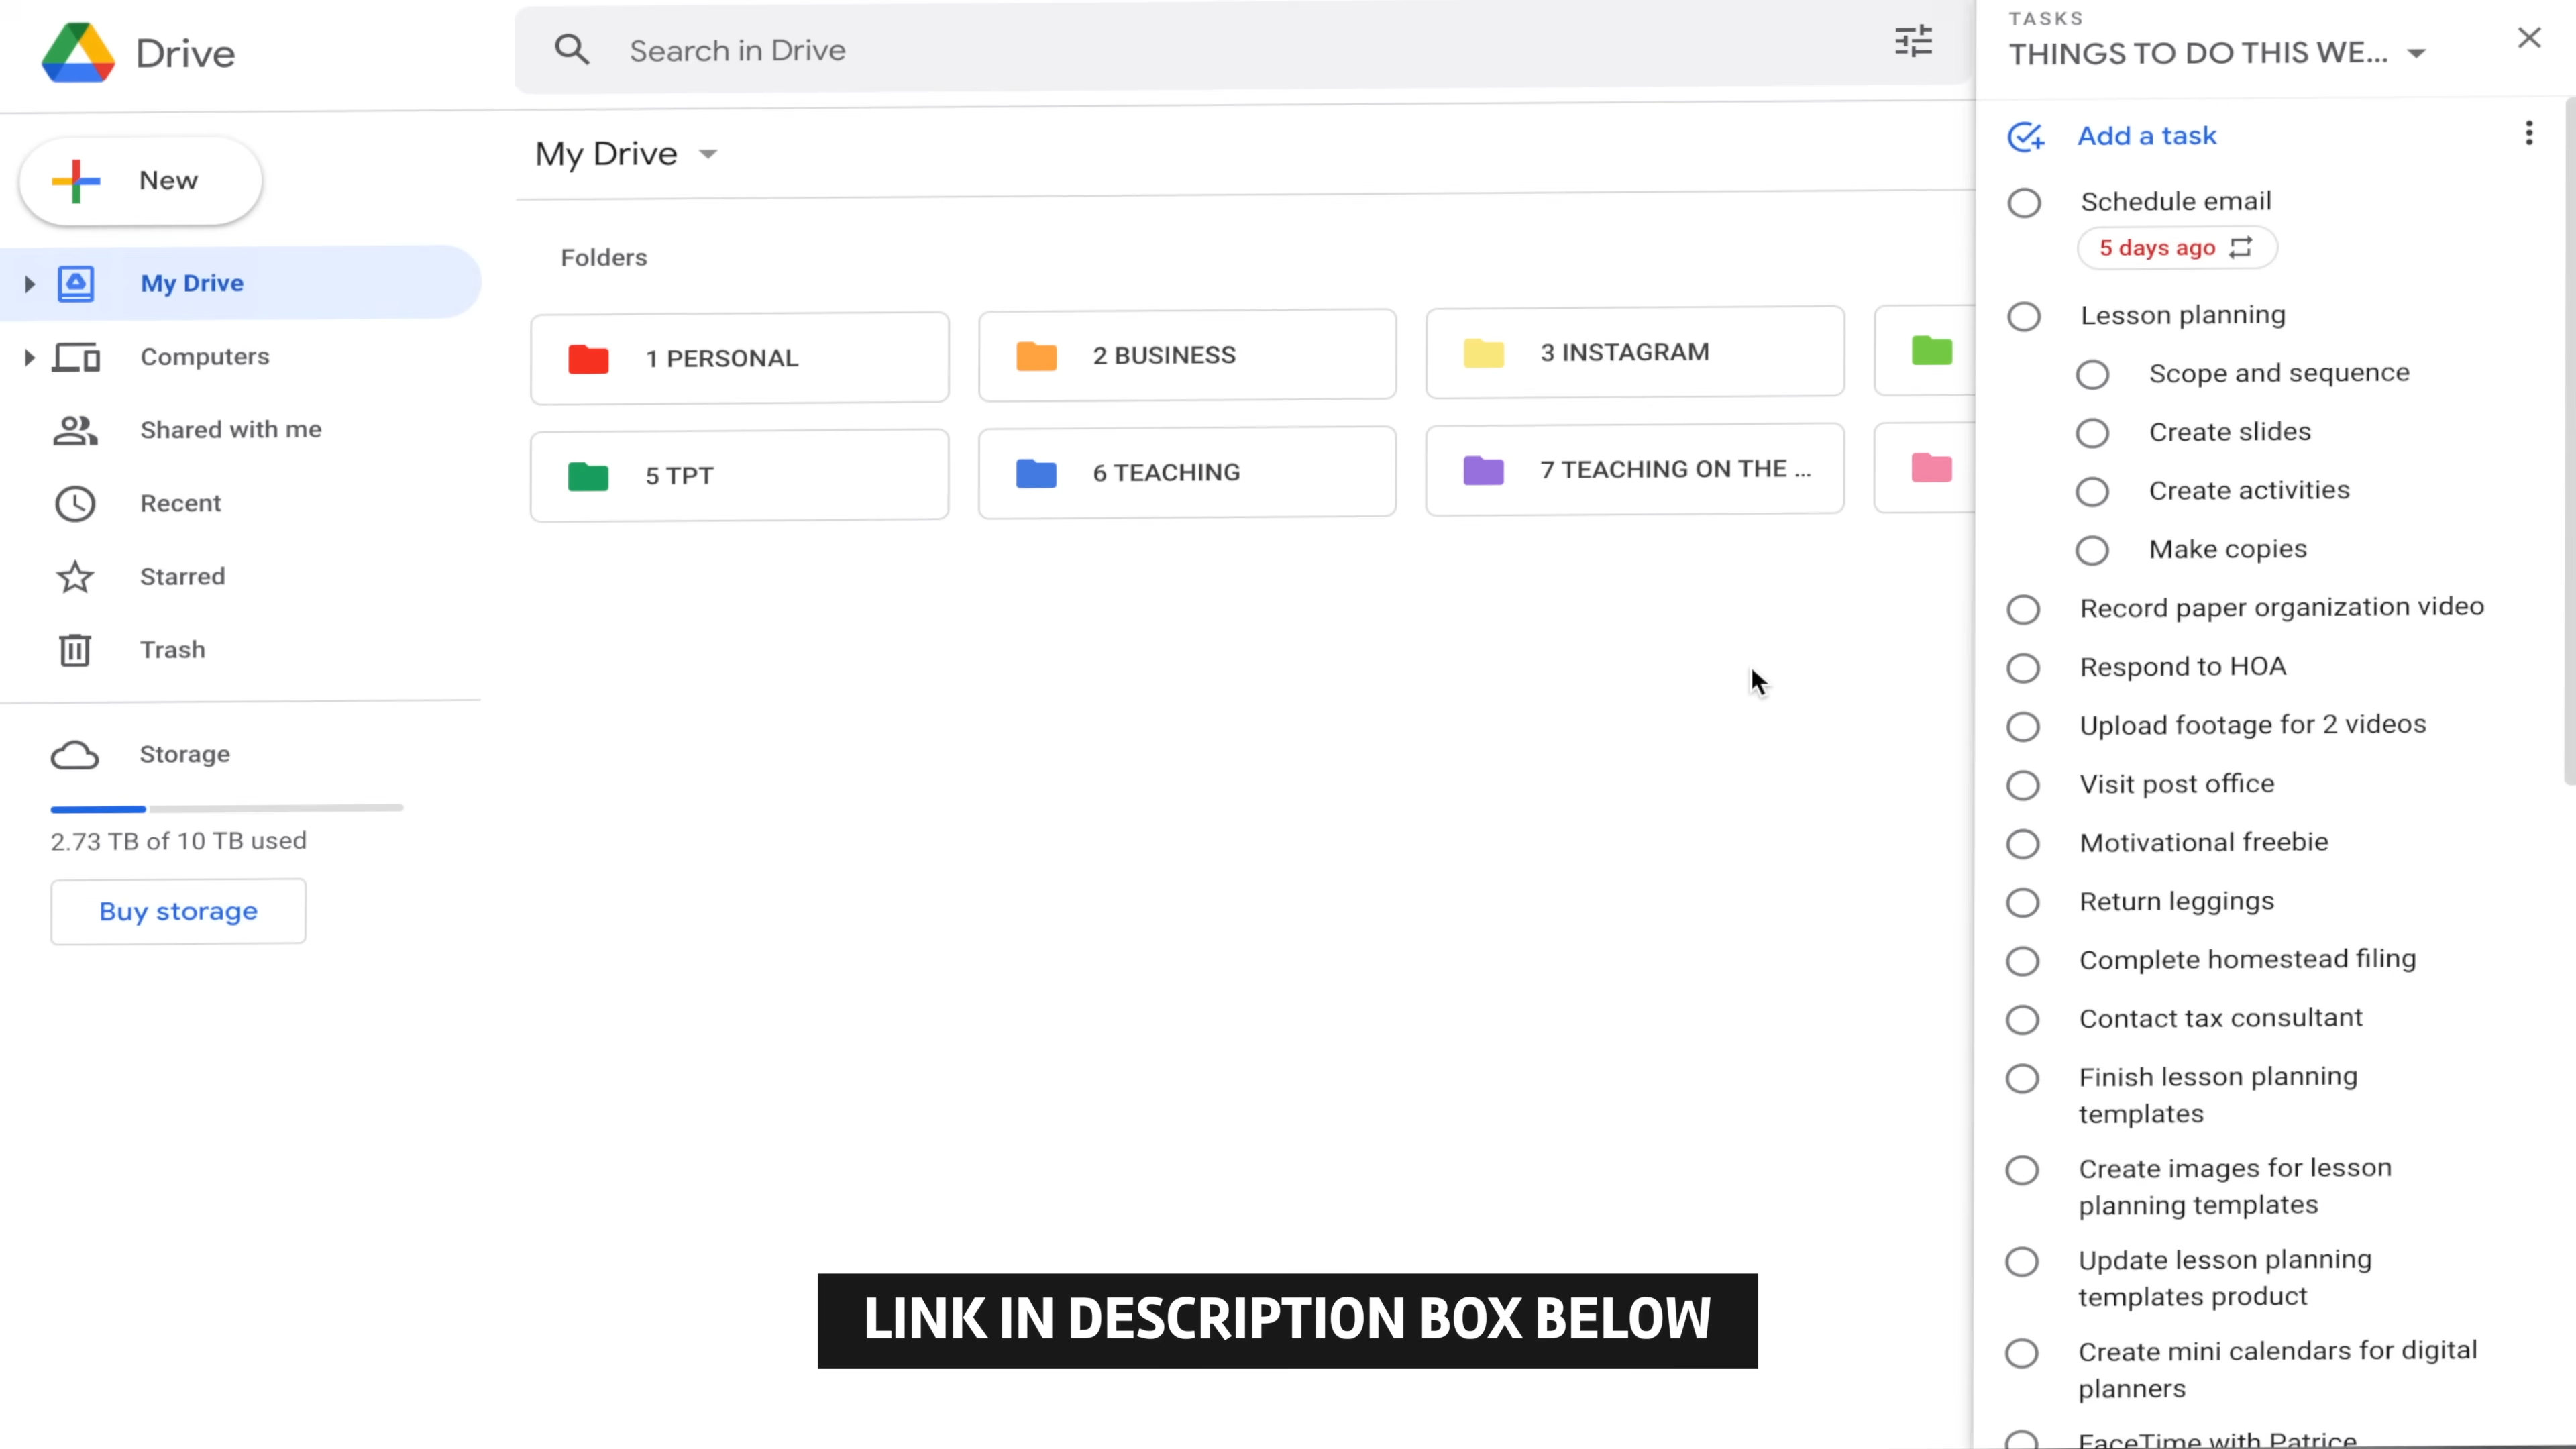 Drive
Search in Drive
TASKS
THINGS TO DO THIS WE...
New
My Drive
Computers
Shared with me
Recent
Starred
Trash
Storage
2.73 TB of 10 TB used
Buy storage
My Drive
Folders
1 PERSONAL
2 BUSINESS
3 INSTAGRAM
5 TPT
6 TEACHING
7 TEACHING ON THE ...
Add a task
Schedule email
5 days ago
Lesson planning
Scope and sequence
Create slides
Create activities
Make copies
Record paper organization video
Respond to HOA
Upload footage for 2 videos
Visit post office
Motivational freebie
Return leggings
Complete homestead filing
Contact tax consultant
Finish lesson planning
templates
Create images for lesson
planning templates
Update lesson planning
templates product
Create mini calendars for digital
planners
FaceTime with Patrice
LINK IN DESCRIPTION BOX BELOW